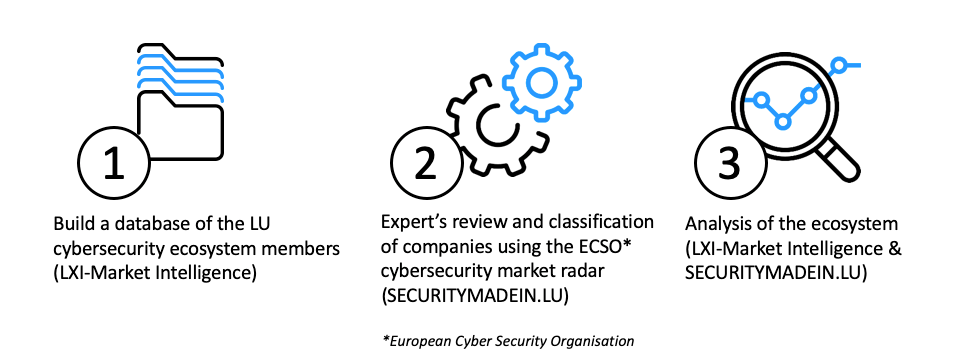 1
Build a database of the LU
cybersecurity ecosystem members
(LXI-Market Intelligence)
2
Expert's review and classification
of companies using the ECSO*
cybersecurity market radar
(SECURITYMADEIN.LU)
*European Cyber Security Organisation
3
Analysis of the ecosystem
(LXI-Market Intelligence &
SECURITYMADEIN.LU)